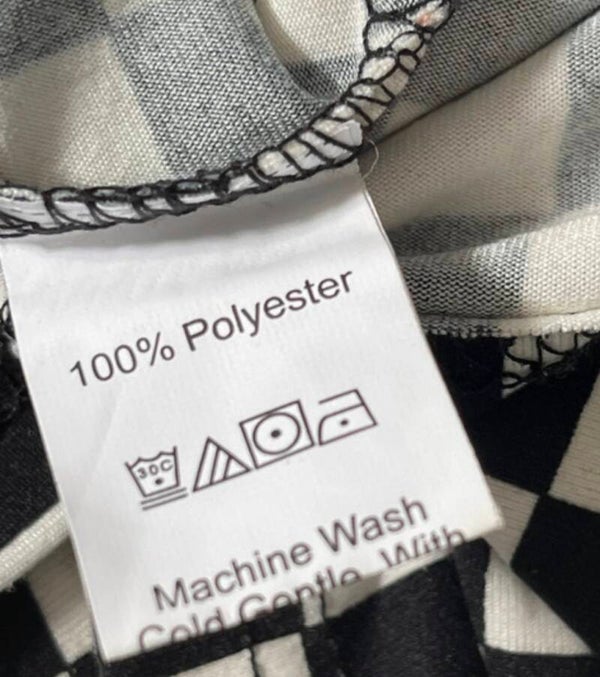 100% Polyester
30C
Machine Wash
Cold Gentle, With